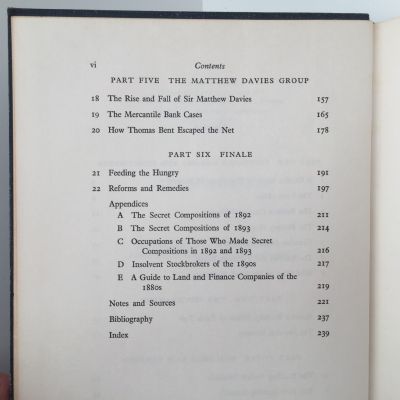 vi Contents
PART FIVE THE MATTHEW DAVIES GROUP
18 The Rise and Fall of Sir Matthew Davies 157
19 The Mercantile Bank Cases 165
20 How Thomas Bent Escaped the Net 178
PART SIX FINALE
21 Feeding the Hungry 191
22 Reforms and Remedies 197
Appendices
A The Secret Compositions of 1892 211
B The Secret Compositions of 1893 214
C Occupations of Those Who Made Secret
Compositions in 1892 and 1893 216
D Insolvent Stockbrokers of the 1890s 217
E A Guide to Land and Finance Companies of the
1880s 219
Notes and Sources 221
Bibliography 237
Index 239